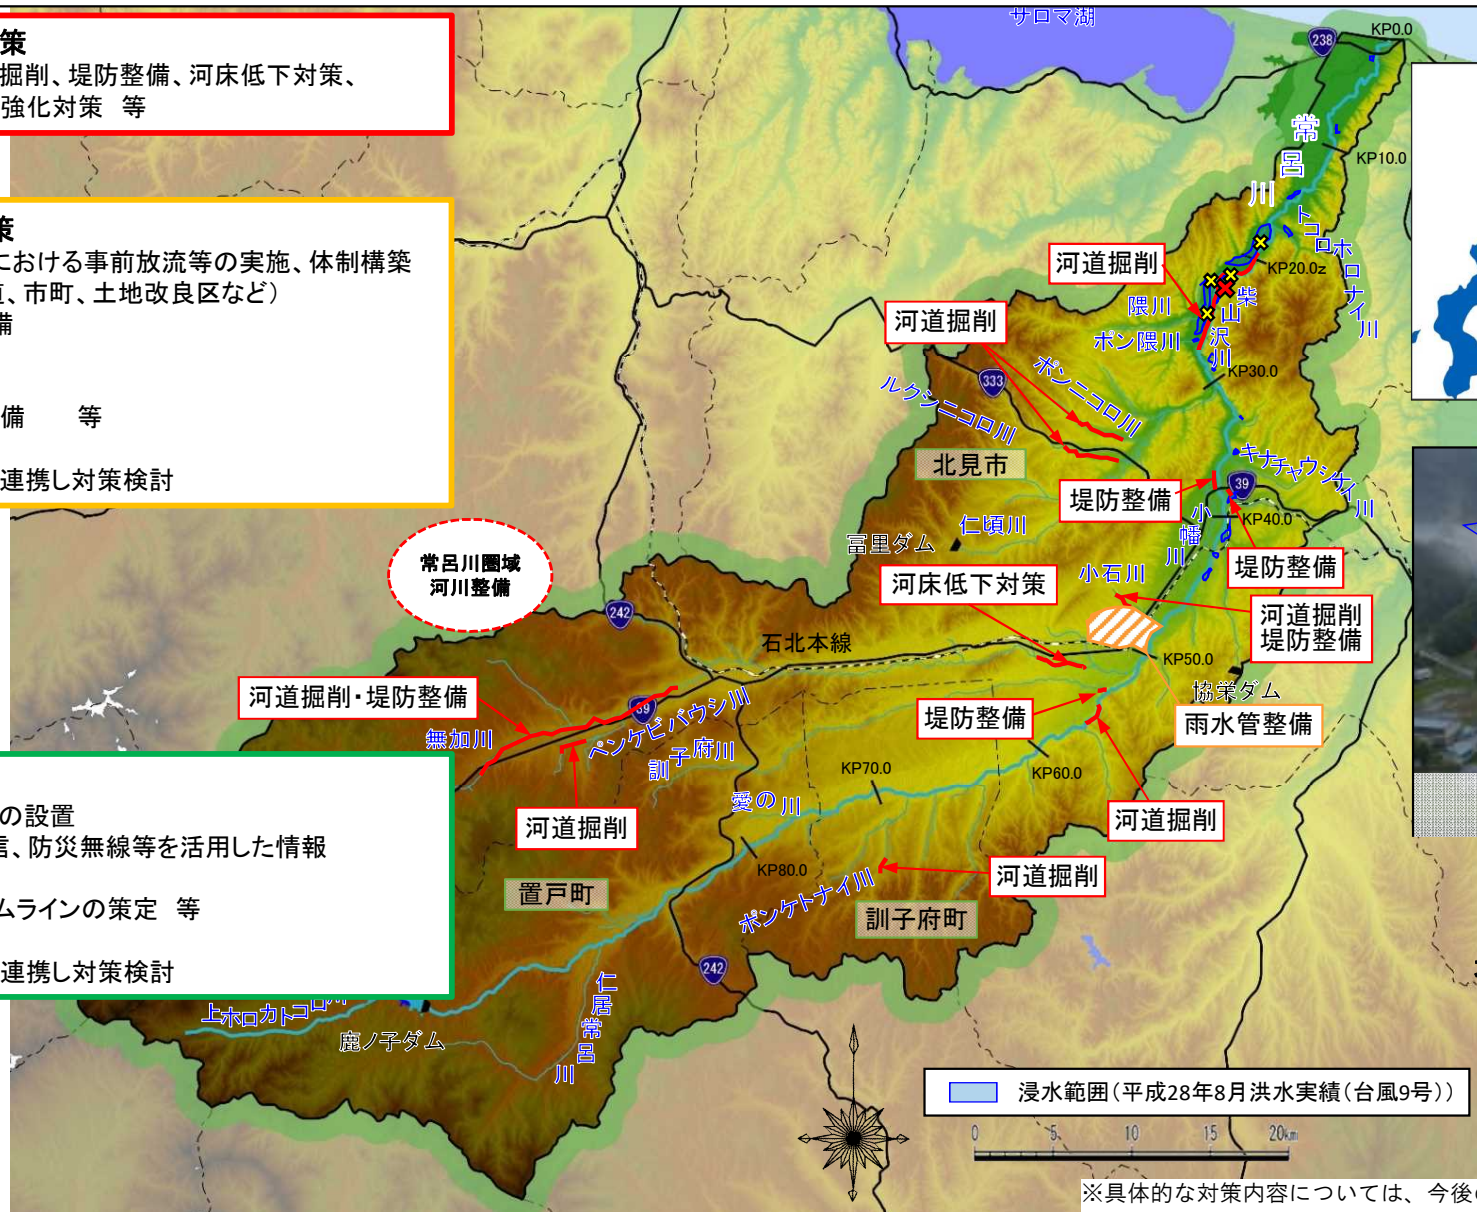 策
掘削、堤防整備、河床低下対策、
強化対策 等
策
における事前放流等の実施、体制構築
道、市町、土地改良区など)
備
備 等
連携し対策検討
の設置
信、防災無線等を活用した情報
ムラインの策定 等
連携し対策検討
サロマ湖
238
KP0.0
常呂川
KP10.0
トコロホロナイ川
KP20.0z
河道掘削
柴山沢川
隈川
ポン隈川
河道掘削
333
ポンニコロ川
ルクシニコロ川
KP30.0
北見市
キナチャウシナイ川
39
堤防整備
KP40.0
小幡川
仁頃川
富里ダム
堤防整備
常呂川圏域
河川整備
小石川
河床低下対策
河道掘削
堤防整備
242
石北本線
KP50.0
協栄ダム
雨水管整備
河道掘削・堤防整備
39
無加川
ペンケビバウシ川
訓子府川
堤防整備
KP60.0
KP70.0
愛の川
河道掘削
河道掘削
KP80.0
河道掘削
置戸町
ポンケトナイ川
訓子府町
242
仁居常呂川
上ホロカトコロ川
鹿ノ子ダム
浸水範囲(平成28年8月洪水実績(台風9号))
0 5 10 15 20km
※具体的な対策内容については、今後